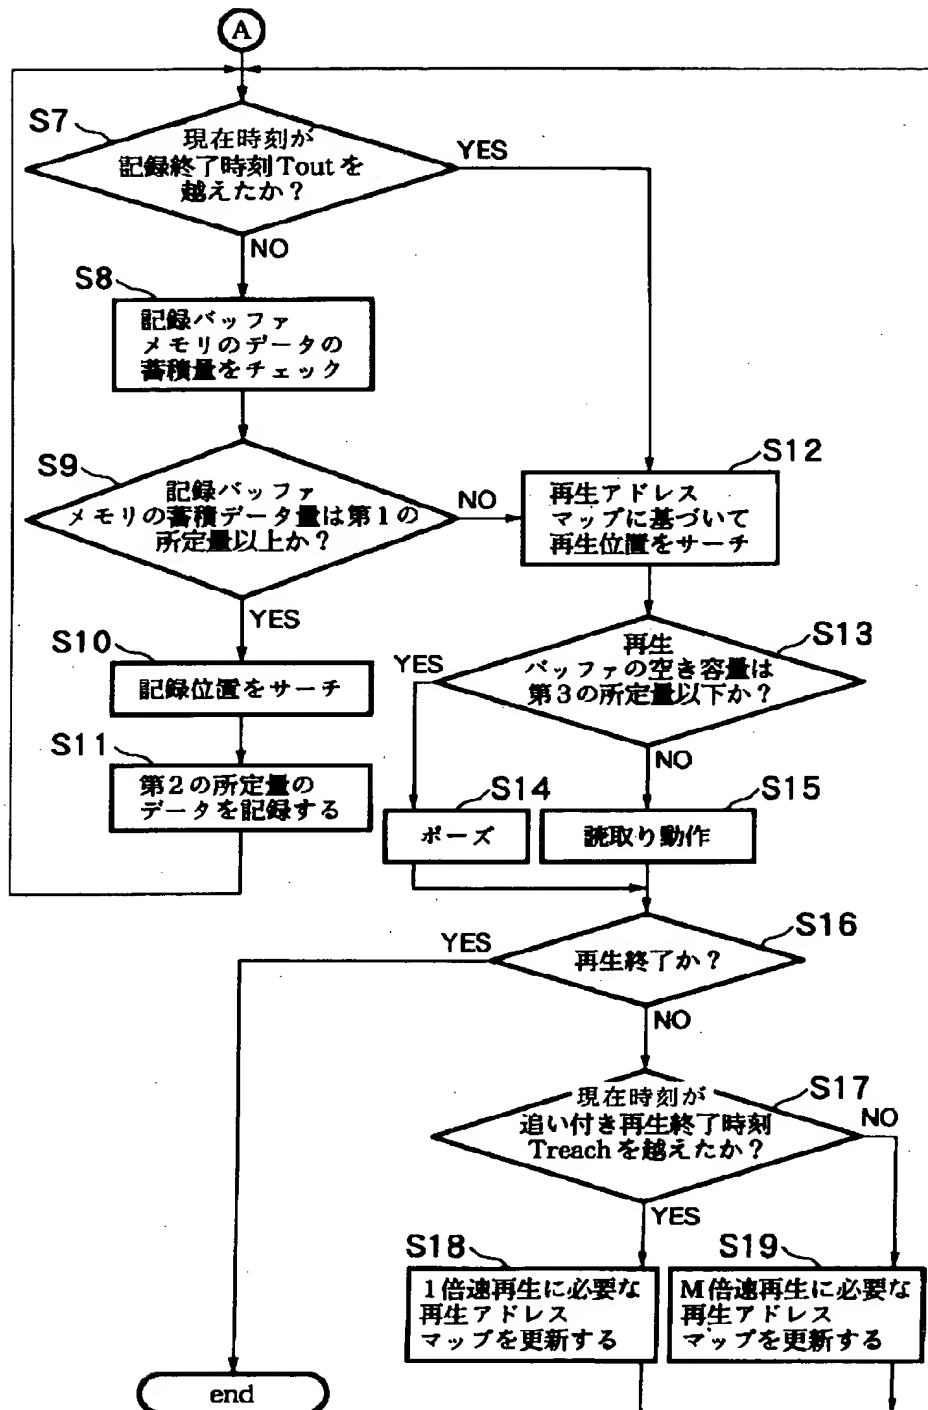 A
S7
現在時刻が
記録終了時刻Toutを
越えたか？
YES
NO
S8
記録バッファ
メモリのデータの
蓄積量をチェック
S9
記録バッファ
メモリの蓄積データ量は第1の
所定量以上か？
NO
YES
S12
再生アドレス
マップに基づいて
再生位置をサーチ
S10
記録位置をサーチ
S13
再生
バッファの空き容量は
第3の所定量以下か？
YES
NO
S11
第2の所定量の
データを記録する
S14
ポーズ
S15
読取り動作
S16
再生終了か？
YES
NO
S17
現在時刻が
追い付き再生終了時刻
Treachを越えたか？
NO
YES
S18
1倍速再生に必要な
再生アドレス
マップを更新する
S19
M倍速再生に必要な
再生アドレス
マップを更新する
end